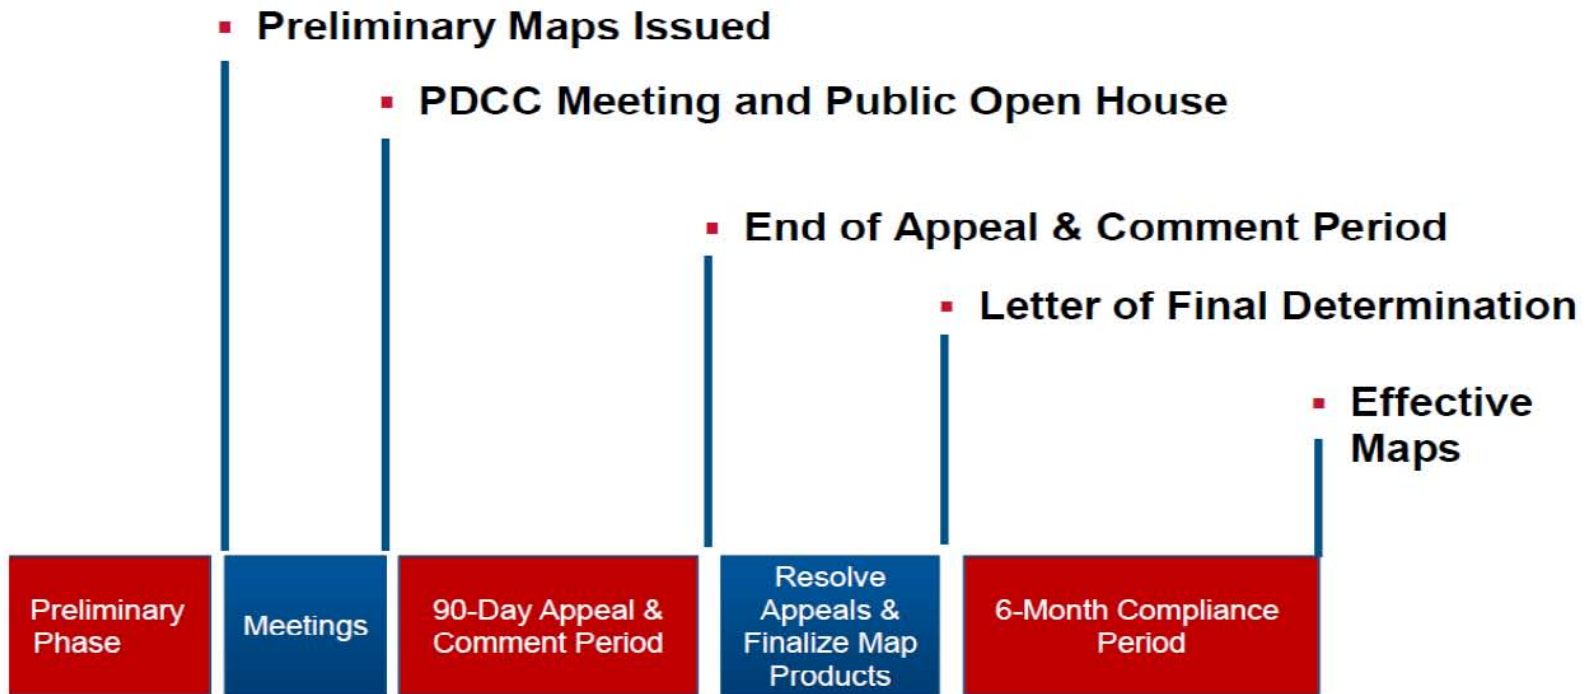 Preliminary Maps Issued
PDCC Meeting and Public Open House
End of Appeal & Comment Period
Letter of Final Determination
Effective
Maps
Preliminary
Phase
Meetings
90-Day Appeal &
Comment Period
Resolve
Appeals &
Finalize Map
Products
6-Month Compliance
Period